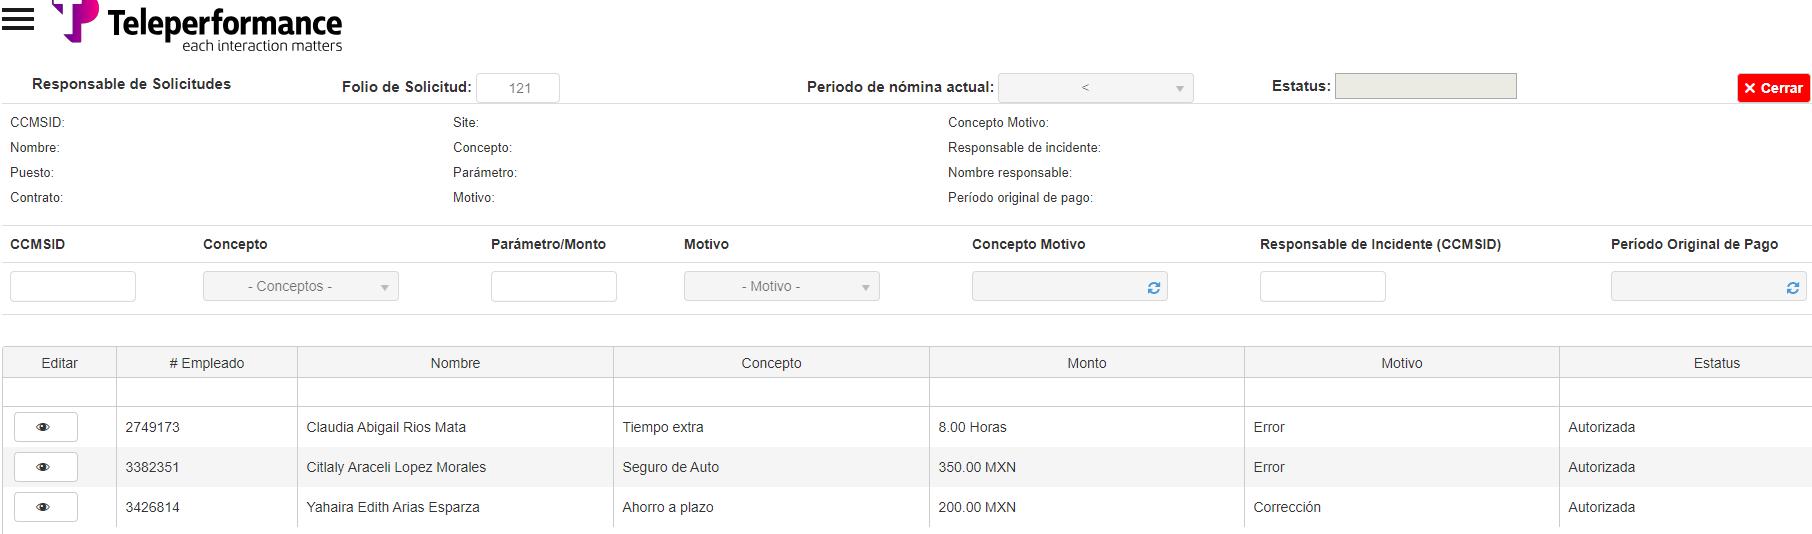 Teleperformance
each interaction matters
Responsable de Solicitudes Folio de Solicitud: 121 Periodo de nómina actual: < Estatus: Cerrar
CCMSID: Site: Concepto Motivo:
Nombre: Concepto: Responsable de incidente:
Puesto: Parámetro: Nombre responsable:
Contrato: Motivo: Período original de pago:
CCMSID Concepto Parámetro/Monto Motivo Concepto Motivo Responsable de Incidente (CCMSID) Período Original de Pago
- Conceptos - - Motivo -
Editar # Empleado Nombre Concepto Monto Motivo Estatus
2749173 Claudia Abigail Rios Mata Tiempo extra 8.00 Horas Error Autorizada
3382351 Citlaly Araceli Lopez Morales Seguro de Auto 350.00 MXN Error Autorizada
3426814 Yahaira Edith Arias Esparza Ahorro a plazo 200.00 MXN Corrección Autorizada